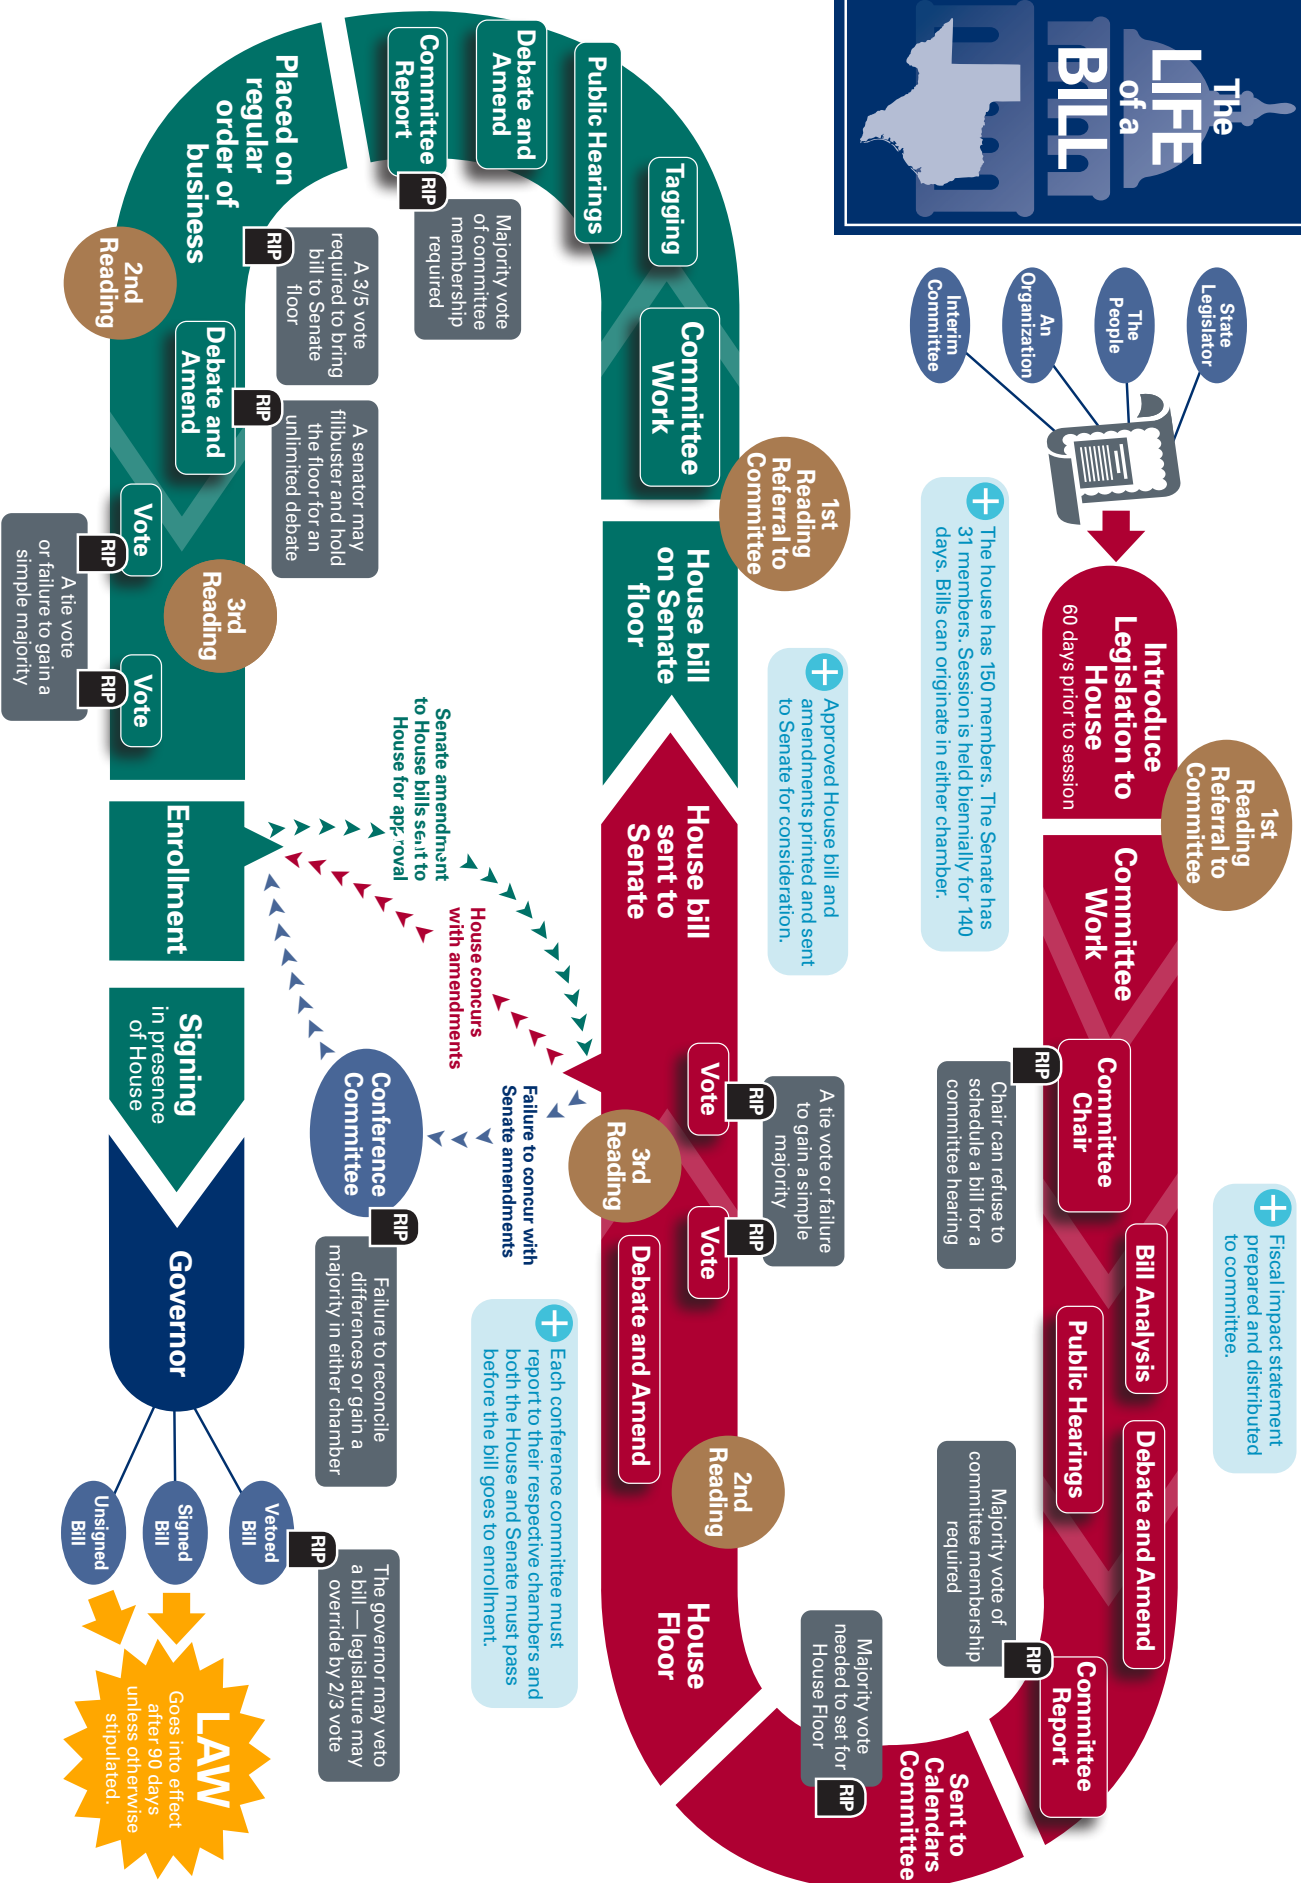 The
LIFE
of a
BILL
State
Legislator
The
People
An
Organization
Interim
Committee
Introduce
Legislation to
House
60 days prior to session
1st
Reading
Referral to
Committee
The house has 150 members. The Senate has
31 members. Session is held biennially for 140
days. Bills can originate in either chamber.
Committee
Work
Committee
Chair
RIP
Chair can refuse to
schedule a bill for a
committee hearing
Fiscal impact statement
prepared and distributed
to committee.
Bill Analysis
Public Hearings
Debate and Amend
Majority vote of
committee membership
required
RIP
Committee
Report
Sent to
Calendars
Committee
Majority vote
needed to set for
House Floor
RIP
House
Floor
2nd
Reading
Debate and Amend
Vote
RIP
3rd
Reading
Vote
RIP
A tie vote or failure
to gain a simple
majority
House bill
sent to
Senate
Approved House bill and
amendments printed and sent
to Senate for consideration.
House bill
on Senate
floor
1st
Reading
Referral to
Committee
Committee
Work
Tagging
Public Hearings
Debate and
Amend
Committee
Report
RIP
Majority vote
of committee
membership
required
Placed on
regular
order of
business
RIP
A 3/5 vote
required to bring
bill to Senate
floor
2nd
Reading
Debate and
Amend
RIP
A senator may
filibuster and hold
the floor for an
unlimited debate
Vote
RIP
3rd
Reading
Vote
RIP
A tie vote
or failure to gain a
simple majority
Enrollment
Senate amendment
to House bills sent to
House for approval
House concurs
with amendments
Failure to concur with
Senate amendments
Conference
Committee
RIP
Failure to reconcile
differences or gain a
majority in either chamber
Each conference committee must
report to their respective chambers and
both the House and Senate must pass
before the bill goes to enrollment.
Signing
in presence
of House
Governor
Vetoed
Bill
RIP
The governor may veto
a bill — legislature may
override by 2/3 vote
Signed
Bill
Unsigned
Bill
LAW
Goes into effect
after 90 days
unless otherwise
stipulated.